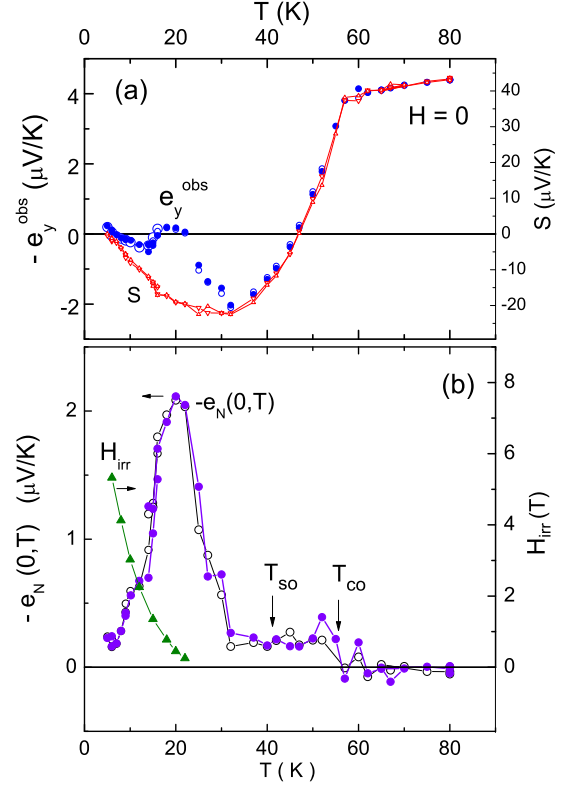 T (K)
0 20 40 60 80
(a)
H = 0
- e_y^obs (μV/K)
4
2
0
-2
S (μV/K)
40
30
20
10
0
-10
-20
e_y^obs
S
(b)
-e_N(0,T)
H_irr
T_so
T_co
- e_N (0,T) (μV/K)
2
1
0
H_irr (T)
8
6
4
2
0
0 20 40 60 80
T ( K )